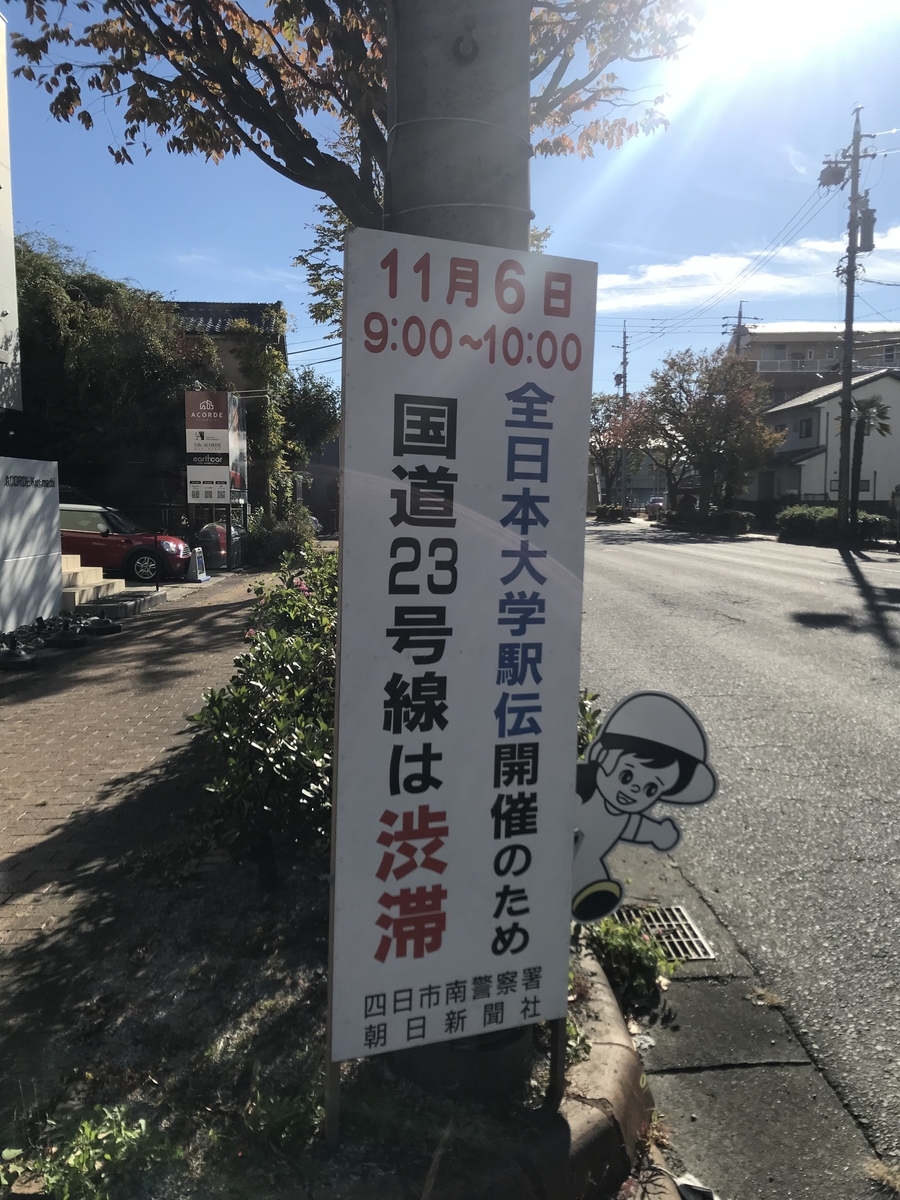 11月6日
9:00~10:00
全日本大学駅伝開催のため
国道23号線は渋滞
四日市南警察署
朝日新聞社
ACORDE
earthcar